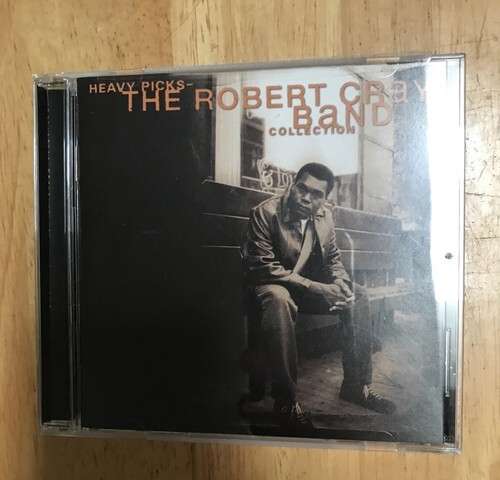 HEAVY PICKS–
THE ROBERT CRaY
BaND
COLLECTION